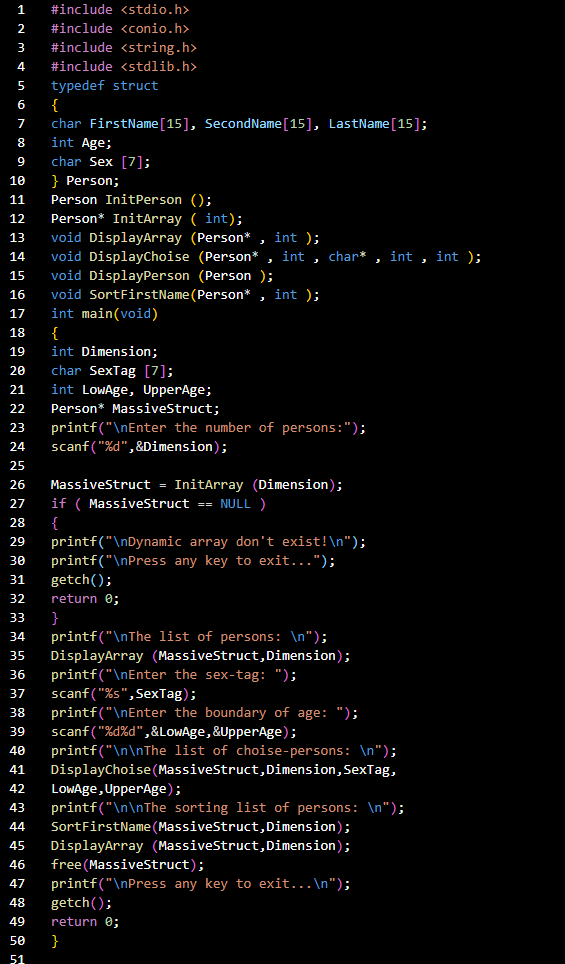 1 #include <stdio.h>
2 #include <conio.h>
3 #include <string.h>
4 #include <stdlib.h>
5 typedef struct
6 {
7 char FirstName[15], SecondName[15], LastName[15];
8 int Age;
9 char Sex [7];
10 } Person;
11 Person InitPerson ();
12 Person* InitArray ( int);
13 void DisplayArray (Person* , int );
14 void DisplayChoise (Person* , int , char* , int , int );
15 void DisplayPerson (Person );
16 void SortFirstName(Person* , int );
17 int main(void)
18 {
19 int Dimension;
20 char SexTag [7];
21 int LowAge, UpperAge;
22 Person* MassiveStruct;
23 printf("\nEnter the number of persons:");
24 scanf("%d",&Dimension);
25
26 MassiveStruct = InitArray (Dimension);
27 if ( MassiveStruct == NULL )
28 {
29 printf("\nDynamic array don't exist!\n");
30 printf("\nPress any key to exit...");
31 getch();
32 return 0;
33 }
34 printf("\nThe list of persons: \n");
35 DisplayArray (MassiveStruct,Dimension);
36 printf("\nEnter the sex-tag: ");
37 scanf("%s",SexTag);
38 printf("\nEnter the boundary of age: ");
39 scanf("%d%d",&LowAge,&UpperAge);
40 printf("\n\nThe list of choise-persons: \n");
41 DisplayChoise(MassiveStruct,Dimension,SexTag,
42 LowAge,UpperAge);
43 printf("\n\nThe sorting list of persons: \n");
44 SortFirstName(MassiveStruct,Dimension);
45 DisplayArray (MassiveStruct,Dimension);
46 free(MassiveStruct);
47 printf("\nPress any key to exit...\n");
48 getch();
49 return 0;
50 }
51